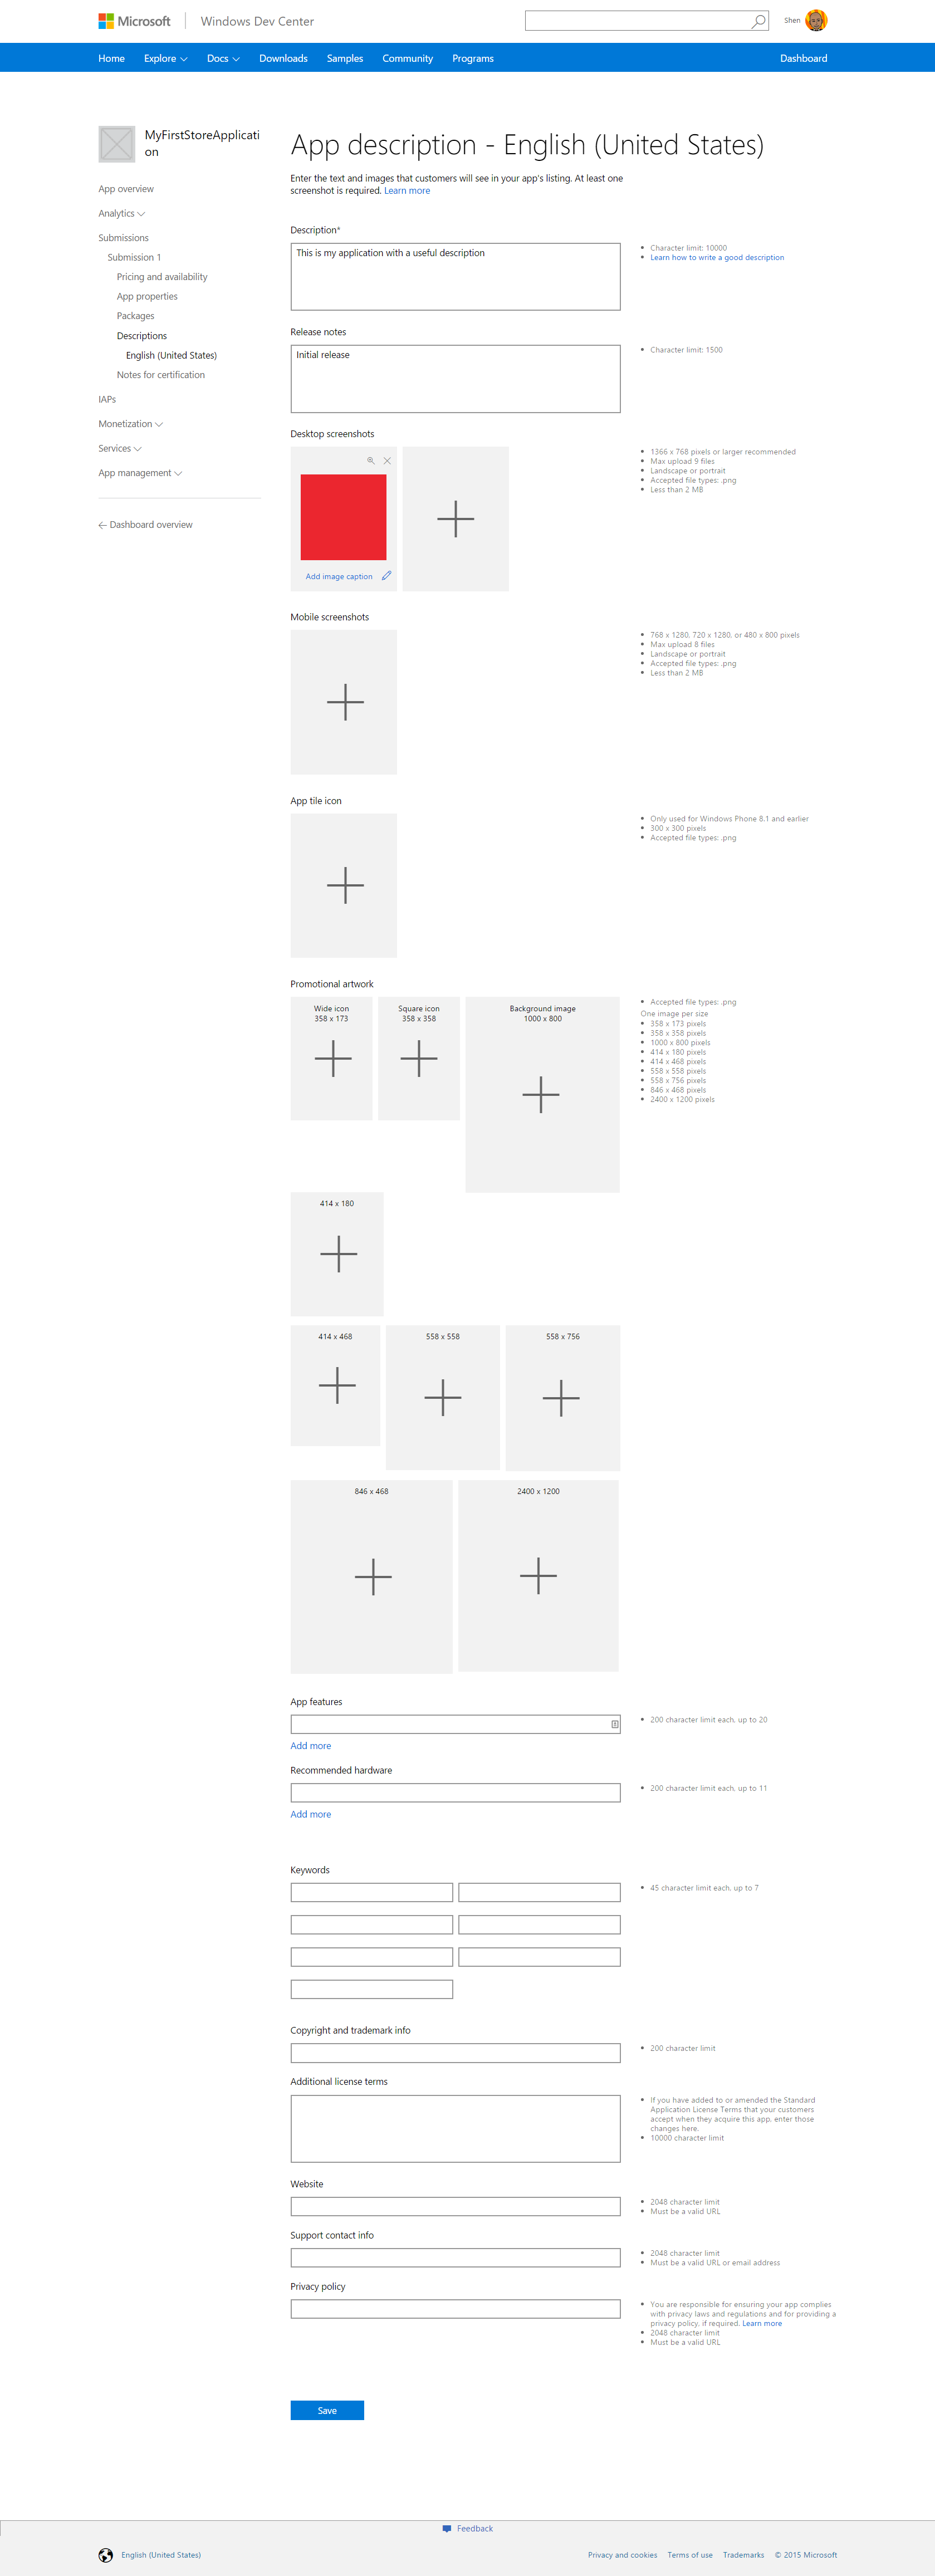 Microsoft
Windows Dev Center
Shen
Home Explore Docs Downloads Samples Community Programs Dashboard
MyFirstStoreApplicati
on
App overview
Analytics
Submissions
Submission 1
Pricing and availability
App properties
Packages
Descriptions
English (United States)
Notes for certification
IAPs
Monetization
Services
App management
Dashboard overview
App description - English (United States)
Enter the text and images that customers will see in your app's listing. At least one
screenshot is required. Learn more
Description*
This is my application with a useful description
Character limit: 10000
Learn how to write a good description
Release notes
Initial release
Character limit: 1500
Desktop screenshots
Add image caption
1366 x 768 pixels or larger recommended
Max upload 9 files
Landscape or portrait
Accepted file types: .png
Less than 2 MB
Mobile screenshots
768 x 1280, 720 x 1280, or 480 x 800 pixels
Max upload 8 files
Landscape or portrait
Accepted file types: .png
Less than 2 MB
App tile icon
Only used for Windows Phone 8.1 and earlier
300 x 300 pixels
Accepted file types: .png
Promotional artwork
Wide icon
358 x 173
Square icon
358 x 358
Background image
1000 x 800
Accepted file types: .png
One image per size
358 x 173 pixels
358 x 358 pixels
1000 x 800 pixels
414 x 180 pixels
414 x 468 pixels
558 x 558 pixels
558 x 756 pixels
846 x 468 pixels
2400 x 1200 pixels
414 x 180
414 x 468
558 x 558
558 x 756
846 x 468
2400 x 1200
App features
200 character limit each, up to 20
Add more
Recommended hardware
200 character limit each, up to 11
Add more
Keywords
45 character limit each, up to 7
Copyright and trademark info
200 character limit
Additional license terms
If you have added to or amended the Standard
Application License Terms that your customers
accept when they acquire this app, enter those
changes here.
10000 character limit
Website
2048 character limit
Must be a valid URL
Support contact info
2048 character limit
Must be a valid URL or email address
Privacy policy
You are responsible for ensuring your app complies
with privacy laws and regulations and for providing a
privacy policy, if required. Learn more
2048 character limit
Must be a valid URL
Save
Feedback
English (United States)
Privacy and cookies Terms of use Trademarks © 2015 Microsoft